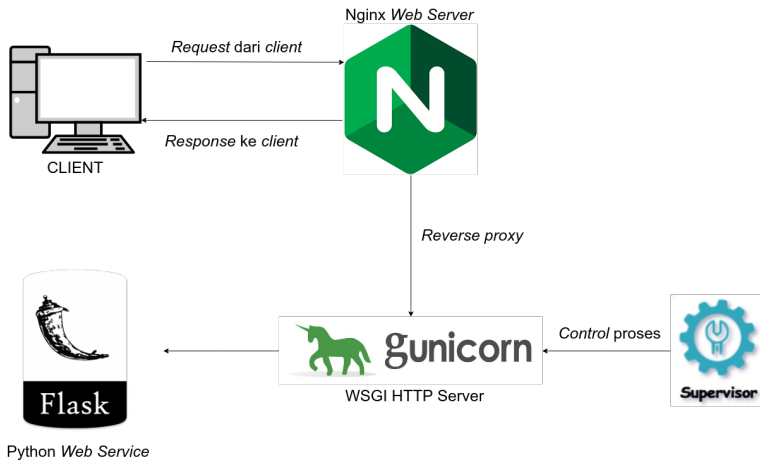 Nginx Web Server
Request dari client
N
Response ke client
CLIENT
Reverse proxy
Control proses
gunicorn
WSGI HTTP Server
Supervisor
Flask
Python Web Service